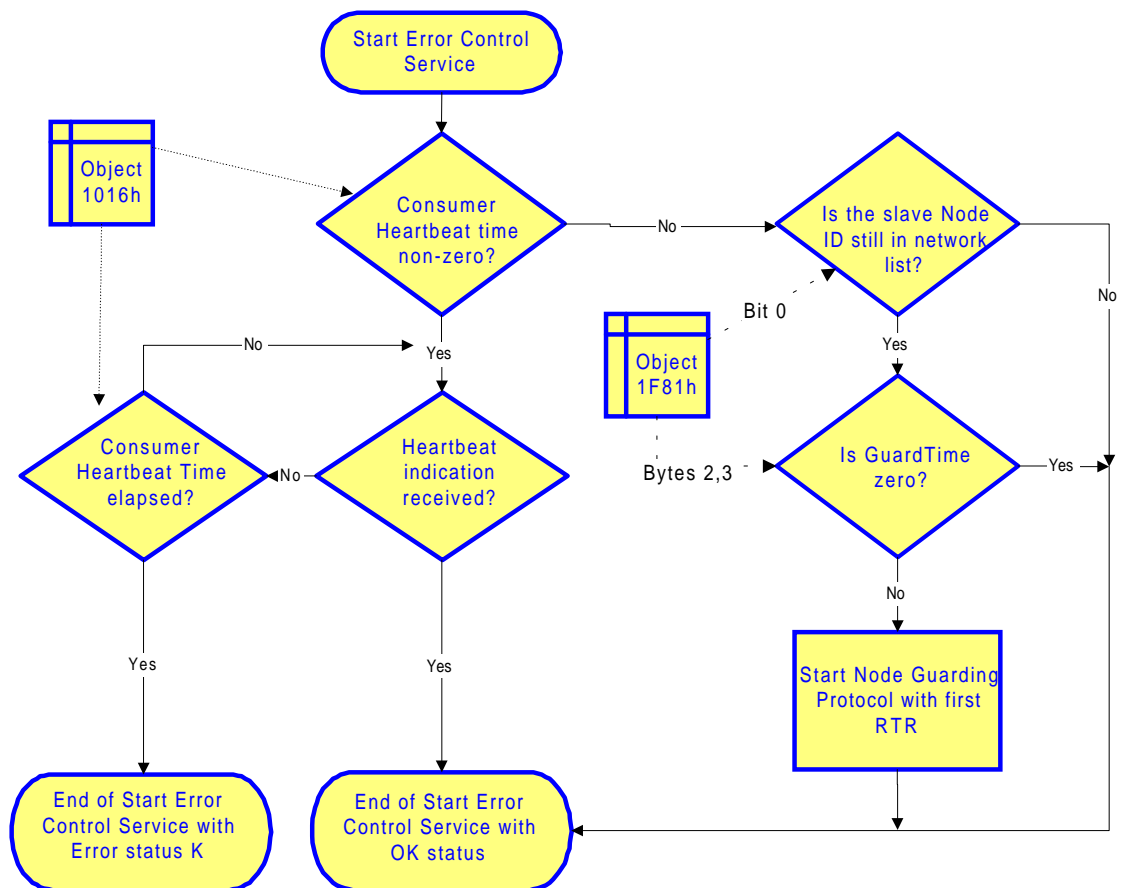 Start Error Control
Service
Object
1016h
Consumer
Heartbeat time
non-zero?
No
Is the slave Node
ID still in network
list?
No
Bit 0
Yes
No
Yes
Object
1F81h
Consumer
Heartbeat Time
elapsed?
No
Heartbeat
indication
received?
Bytes 2,3
Is GuardTime
zero?
Yes
No
Yes
Yes
Start Node Guarding
Protocol with first
RTR
End of Start Error
Control Service with
Error status K
End of Start Error
Control Service with
OK status